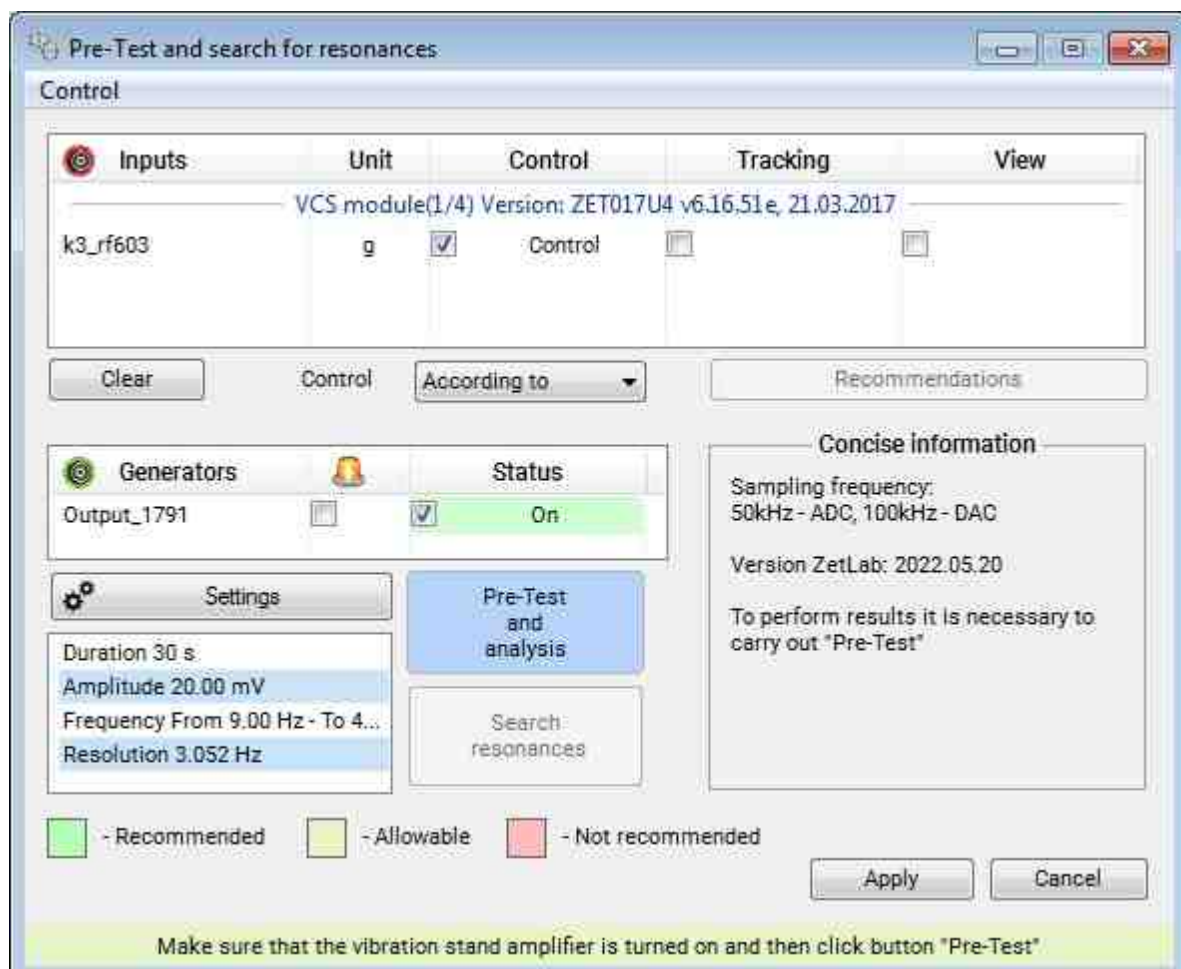 Pre-Test and search for resonances
Control
Inputs Unit Control Tracking View
VCS module(1/4) Version: ZET017U4 v6.16.51e, 21.03.2017
k3_rf603 g Control
Clear Control According to Recommendations
Generators Status
Output_1791 On
Settings
Duration 30 s
Amplitude 20.00 mV
Frequency From 9.00 Hz - To 4...
Resolution 3.052 Hz
Pre-Test
and
analysis
Search
resonances
Concise information
Sampling frequency:
50kHz - ADC, 100kHz - DAC
Version ZetLab: 2022.05.20
To perform results it is necessary to
carry out "Pre-Test"
- Recommended - Allowable - Not recommended
Apply Cancel
Make sure that the vibration stand amplifier is turned on and then click button "Pre-Test"